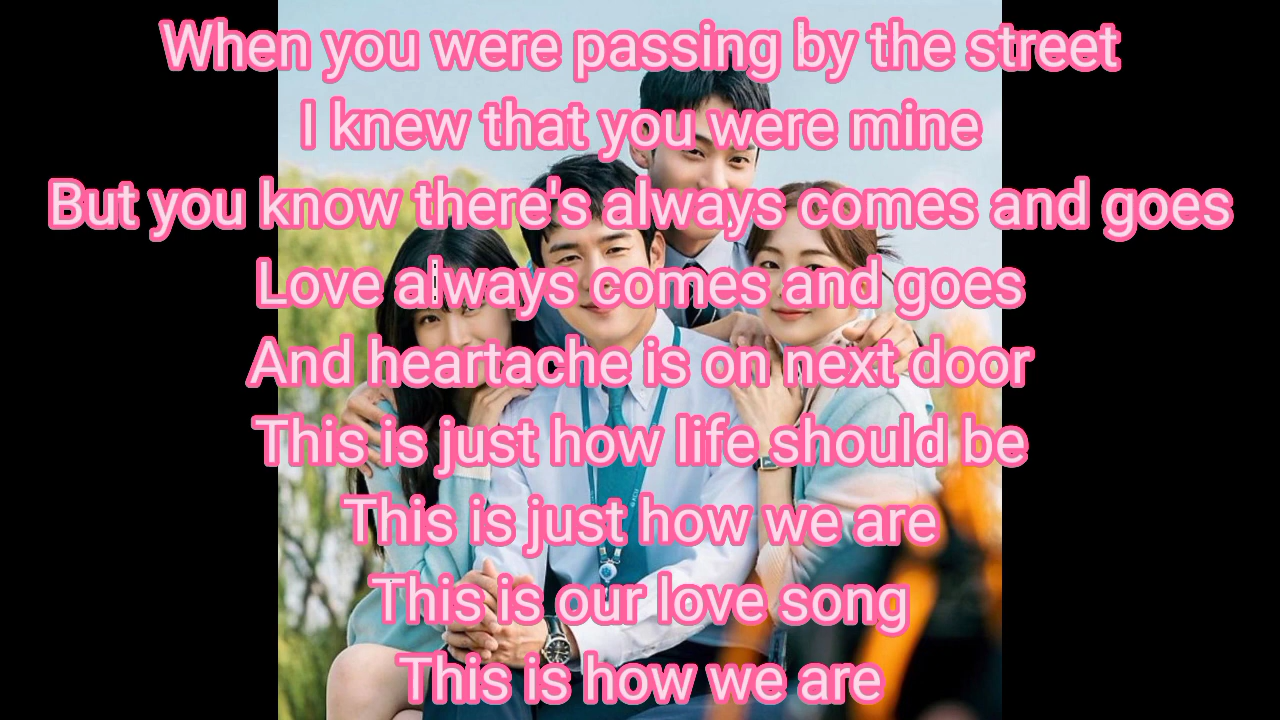 When you were passing by the street
I knew that you were mine
But you know there's always comes and goes
Love always comes and goes
And heartache is on next door
This is just how life should be
This is just how we are
This is our love song
This is how we are